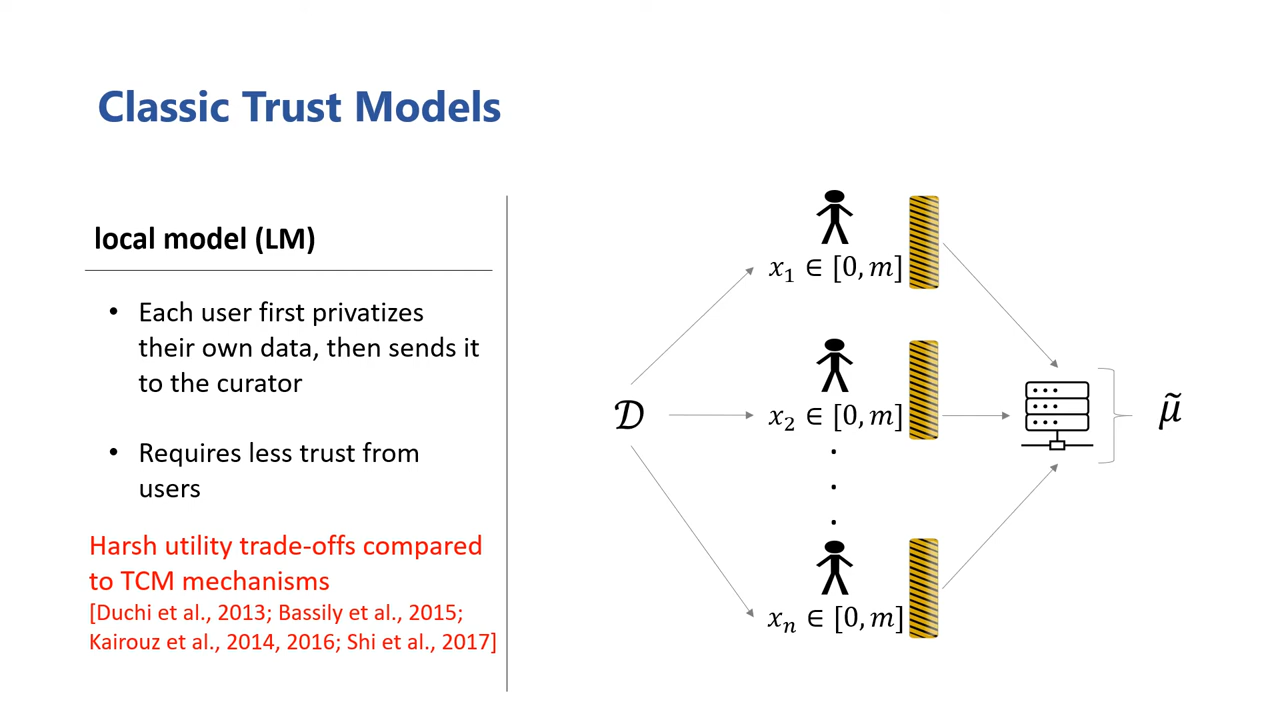 Classic Trust Models
local model (LM)
• Each user first privatizes
their own data, then sends it
to the curator
• Requires less trust from
users
Harsh utility trade-offs compared
to TCM mechanisms
[Duchi et al., 2013; Bassily et al., 2015;
Kairouz et al., 2014, 2016; Shi et al., 2017]
𝒟
x₁ ∈ [0, m]
x₂ ∈ [0, m]
xₙ ∈ [0, m]
μ̃